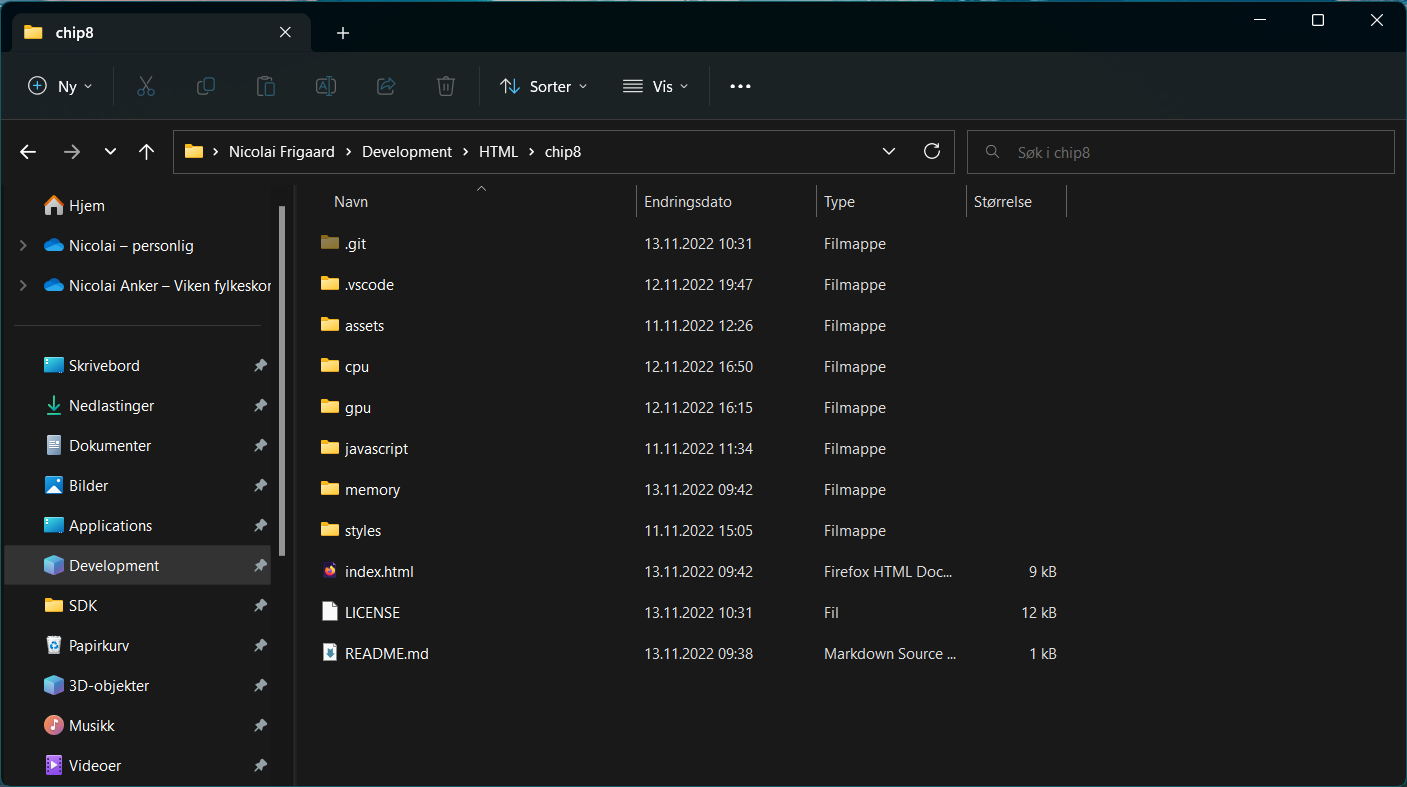 chip8
Ny
Sorter
Vis
Nicolai Frigaard > Development > HTML > chip8
Søk i chip8
Hjem
Nicolai – personlig
Nicolai Anker – Viken fylkeskor
Skrivebord
Nedlastinger
Dokumenter
Bilder
Applications
Development
SDK
Papirkurv
3D-objekter
Musikk
Videoer
Navn Endringsdato Type Størrelse
.git 13.11.2022 10:31 Filmappe
.vscode 12.11.2022 19:47 Filmappe
assets 11.11.2022 12:26 Filmappe
cpu 12.11.2022 16:50 Filmappe
gpu 12.11.2022 16:15 Filmappe
javascript 11.11.2022 11:34 Filmappe
memory 13.11.2022 09:42 Filmappe
styles 11.11.2022 15:05 Filmappe
index.html 13.11.2022 09:42 Firefox HTML Doc... 9 kB
LICENSE 13.11.2022 10:31 Fil 12 kB
README.md 13.11.2022 09:38 Markdown Source ... 1 kB